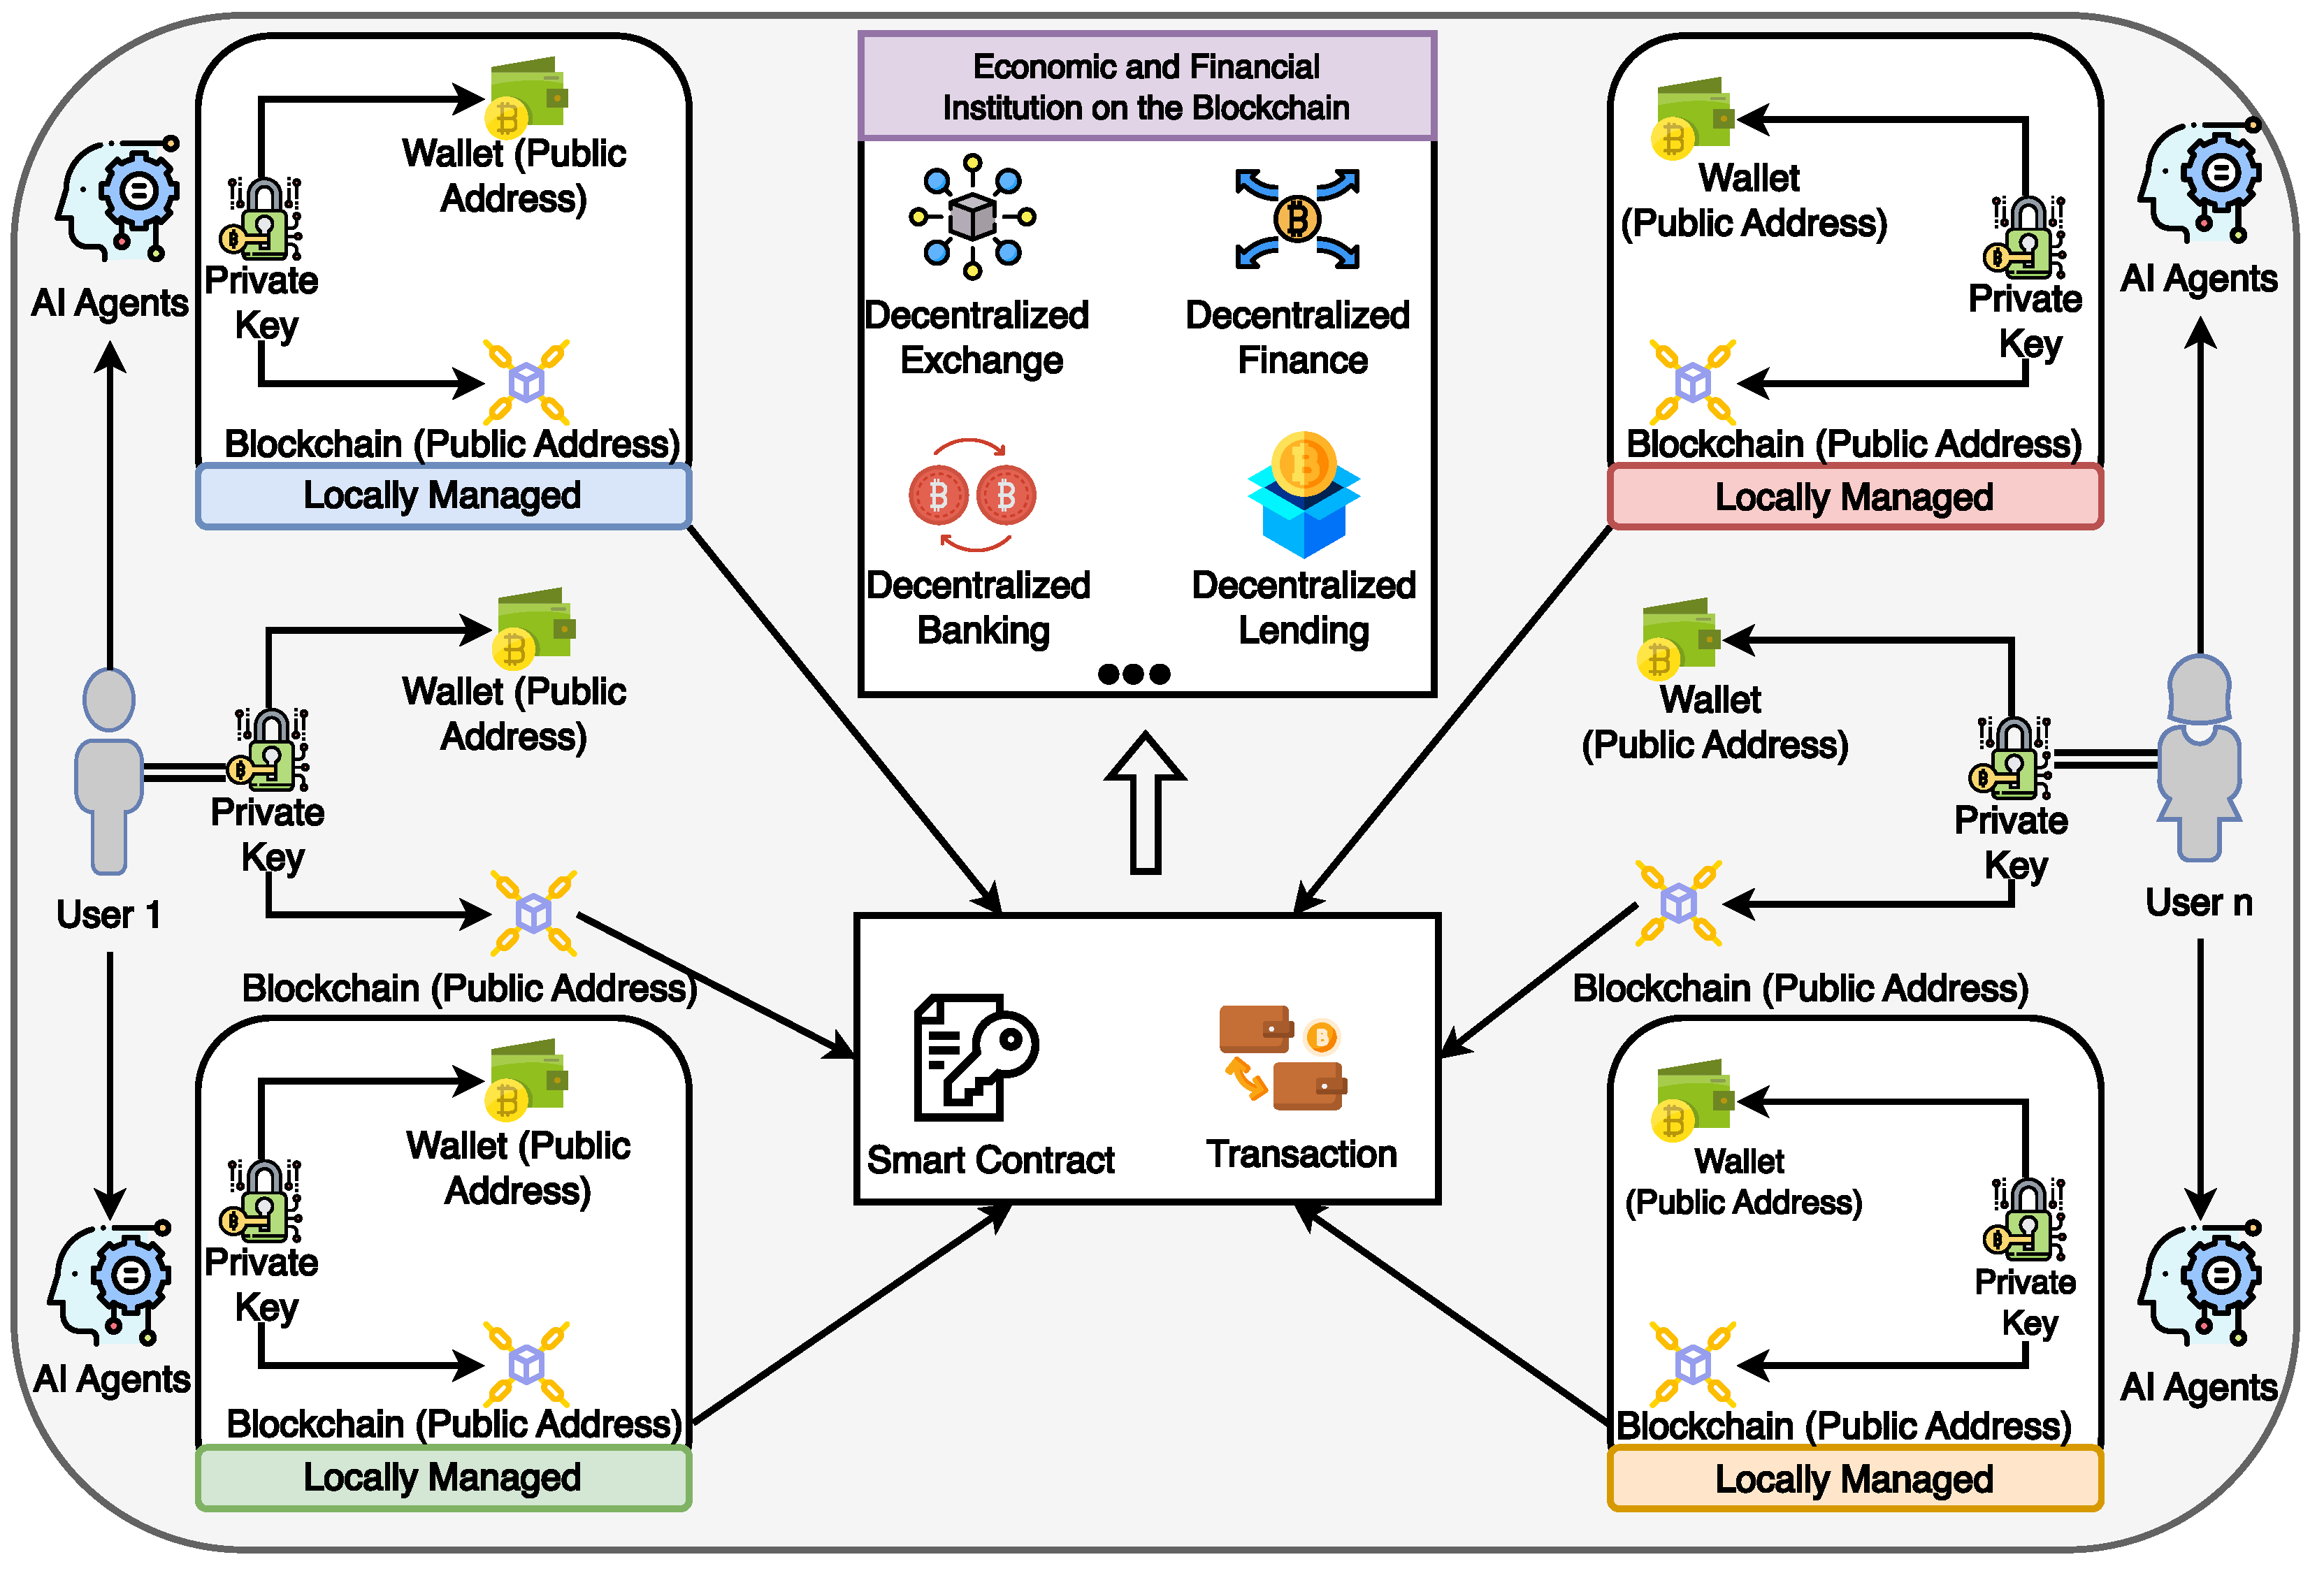 Economic and Financial
Institution on the Blockchain
Decentralized
Exchange
Decentralized
Finance
Decentralized
Banking
Decentralized
Lending
AI Agents
Wallet (Public
Address)
Private
Key
Blockchain (Public Address)
Locally Managed
User 1
Wallet (Public
Address)
Private
Key
Blockchain (Public Address)
AI Agents
Wallet (Public
Address)
Private
Key
Blockchain (Public Address)
Locally Managed
Smart Contract
Transaction
Wallet
(Public Address)
Private
Key
Blockchain (Public Address)
Locally Managed
AI Agents
Wallet
(Public Address)
Private
Key
Blockchain (Public Address)
User n
Wallet
(Public Address)
Private
Key
Blockchain (Public Address)
Locally Managed
AI Agents